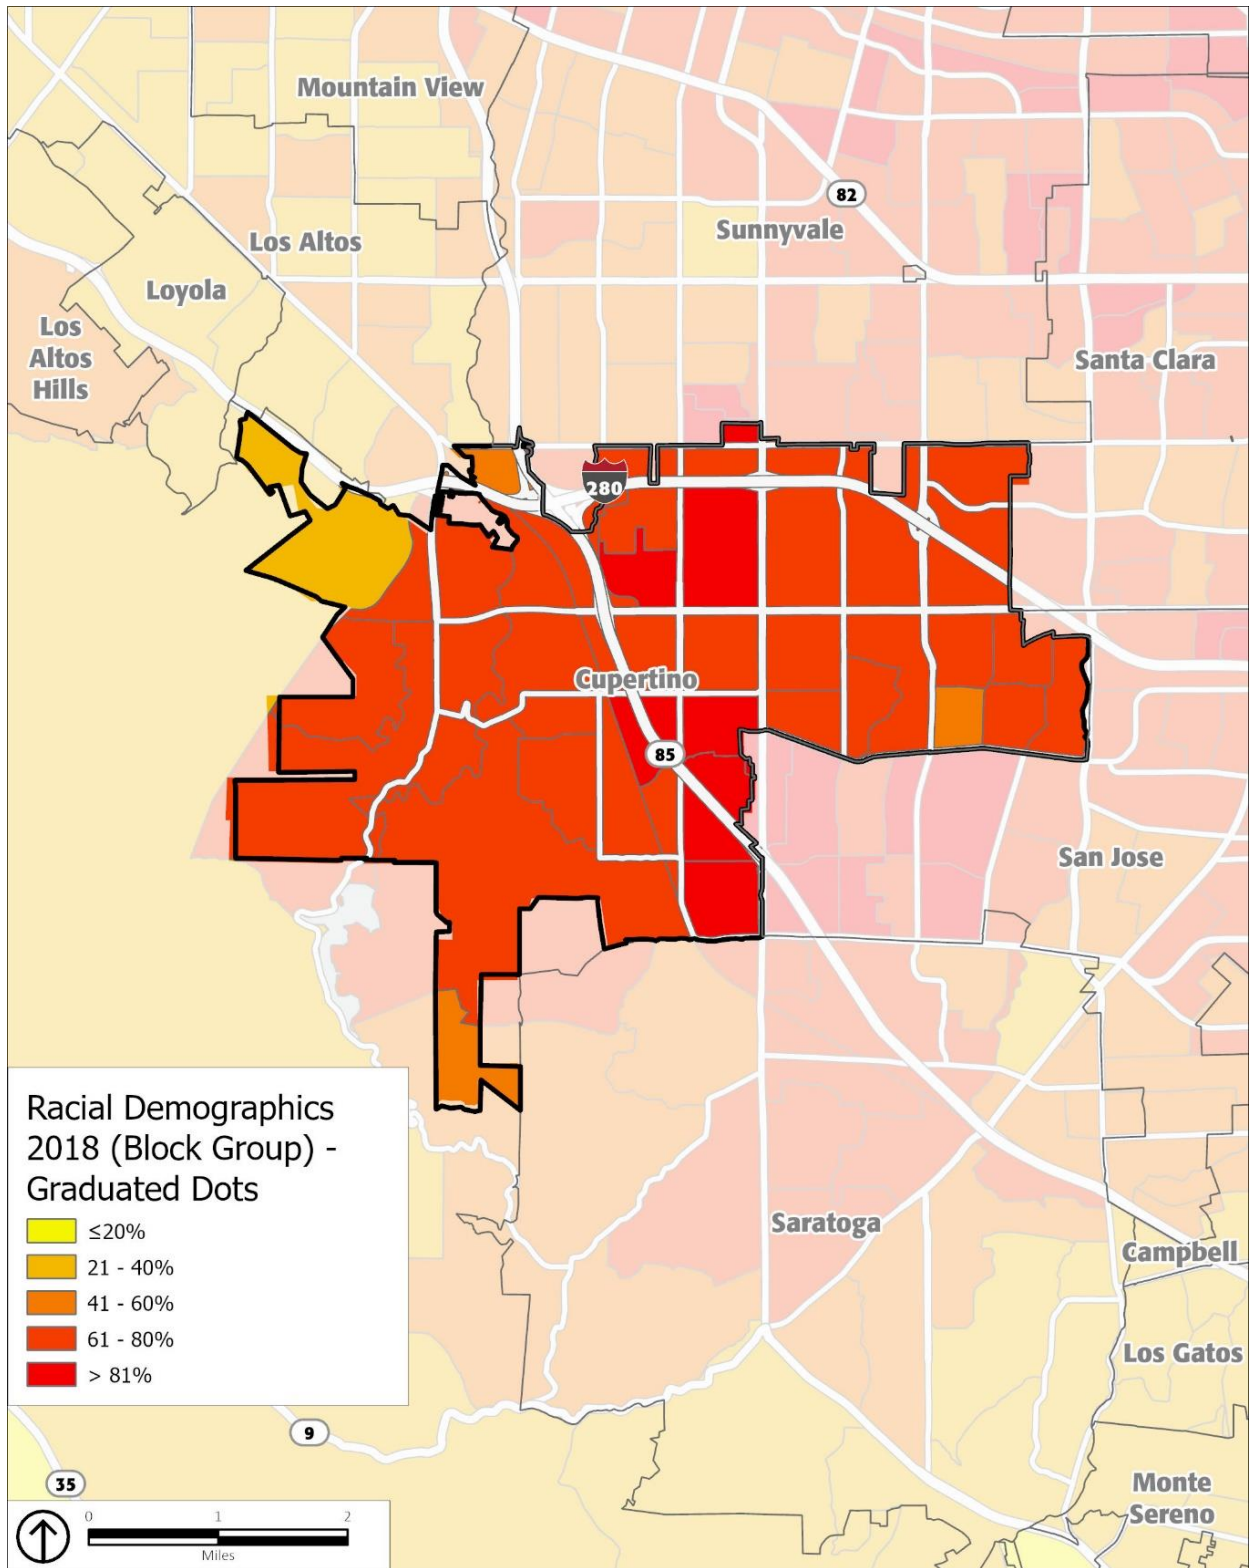 Mountain View
82
Sunnyvale
Los Altos
Loyola
Los
Altos
Hills
Santa Clara
280
Cupertino
85
San Jose
Racial Demographics
2018 (Block Group) -
Graduated Dots
≤20%
21 - 40%
41 - 60%
61 - 80%
> 81%
Saratoga
Campbell
Los Gatos
9
35
Monte
Sereno
0 1 2
Miles